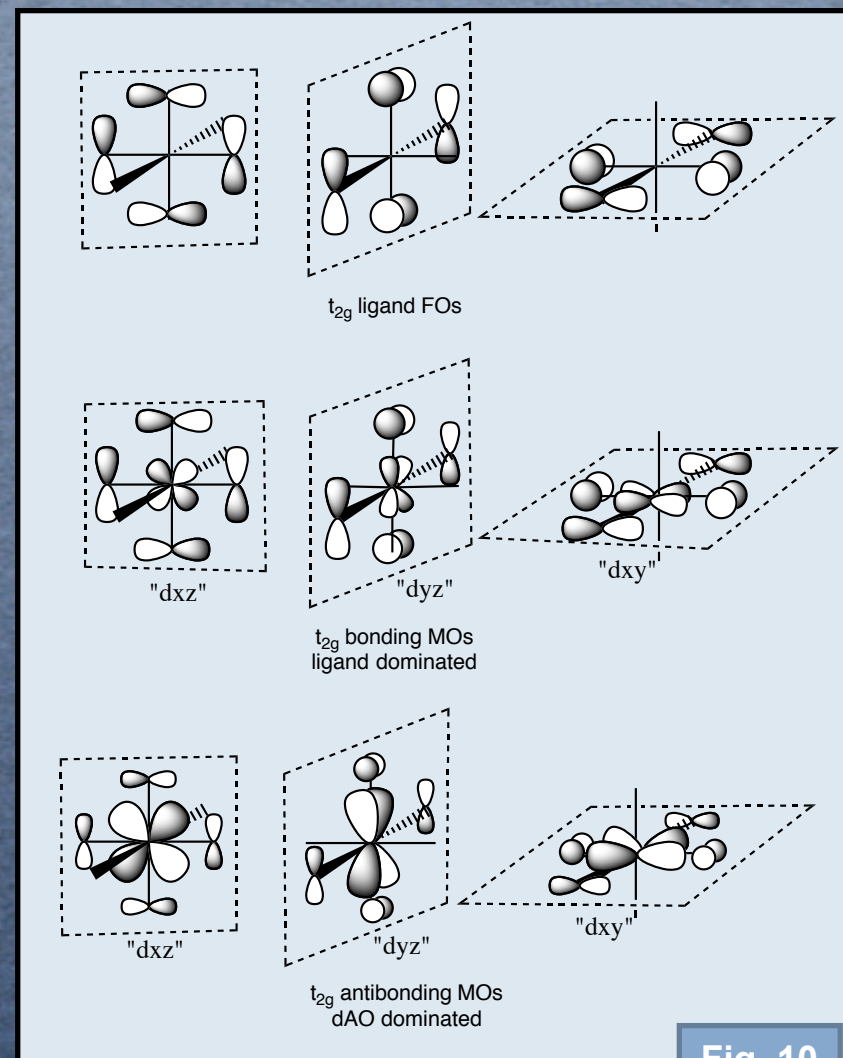 t2g ligand FOs
"dxz"
"dyz"
"dxy"
t2g bonding MOs
ligand dominated
"dxz"
"dyz"
"dxy"
t2g antibonding MOs
dAO dominated
Fig. 10